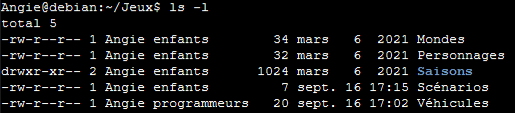 Angie@debian:~/Jeux$ ls -l
total 5
-rw-r--r-- 1 Angie enfants        34 mars   6  2021 Mondes
-rw-r--r-- 1 Angie enfants        32 mars   6  2021 Personnages
drwxr-xr-- 2 Angie enfants      1024 mars   6  2021 Saisons
-rw-r--r-- 1 Angie enfants         7 sept. 16 17:15 Scénarios
-rw-r--r-- 1 Angie programmeurs   20 sept. 16 17:02 Véhicules